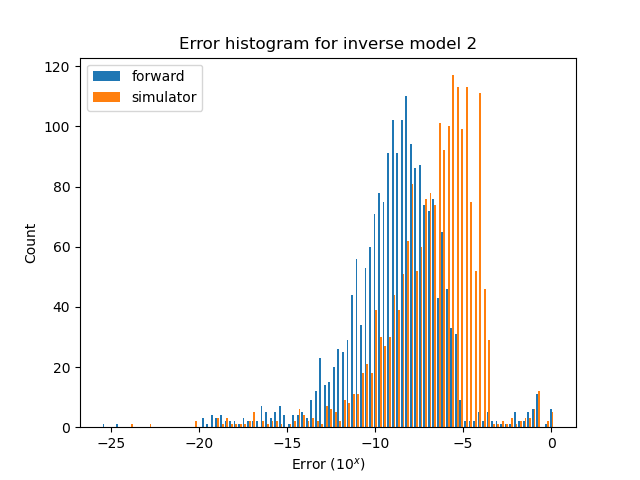 Error histogram for inverse model 2
forward
simulator
Count
120
100
80
60
40
20
0
−25
−20
−15
−10
−5
0
Error (10^x)